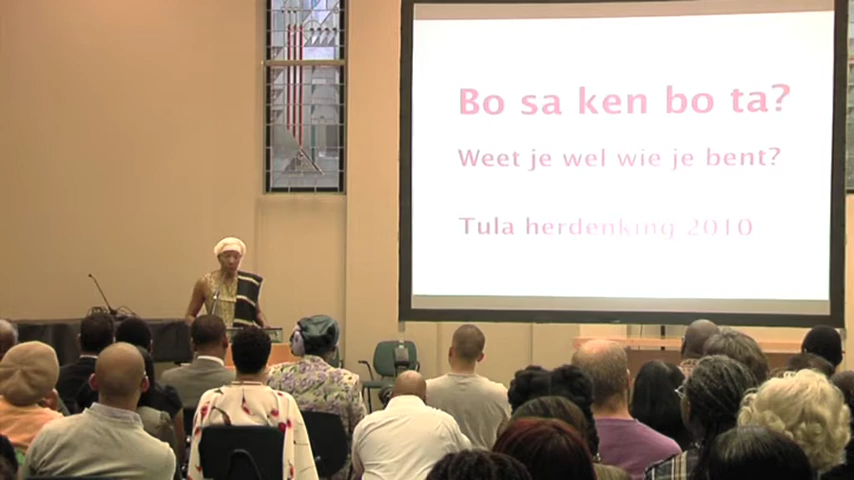 Bo sa ken bo ta?
Weet je wel wie je bent?
Tula herdenking 2010